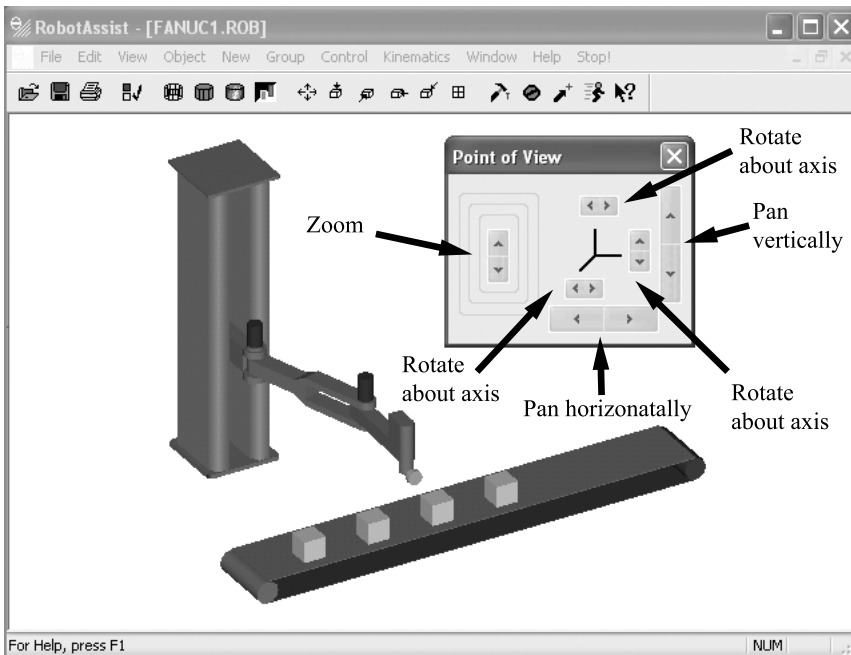 RobotAssist - [FANUC1.ROB]
File Edit View Object New Group Control Kinematics Window Help Stop!
Point of View
Rotate
about axis
Zoom
Pan
vertically
Rotate
about axis
Pan horizonatally
Rotate
about axis
For Help, press F1
NUM